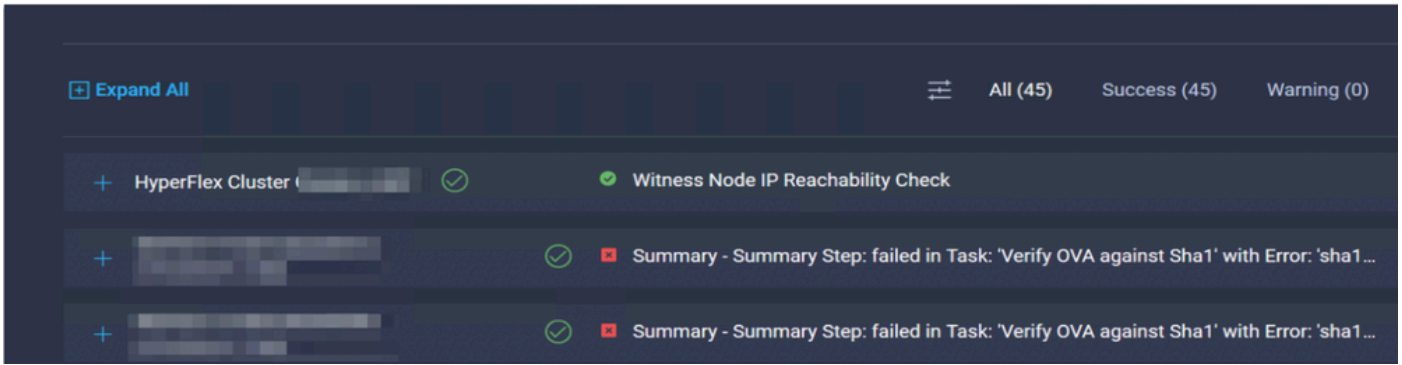 Expand All
All (45) Success (45) Warning (0)
HyperFlex Cluster Witness Node IP Reachability Check
Summary - Summary Step: failed in Task: 'Verify OVA against Sha1' with Error: 'sha1...
Summary - Summary Step: failed in Task: 'Verify OVA against Sha1' with Error: 'sha1...